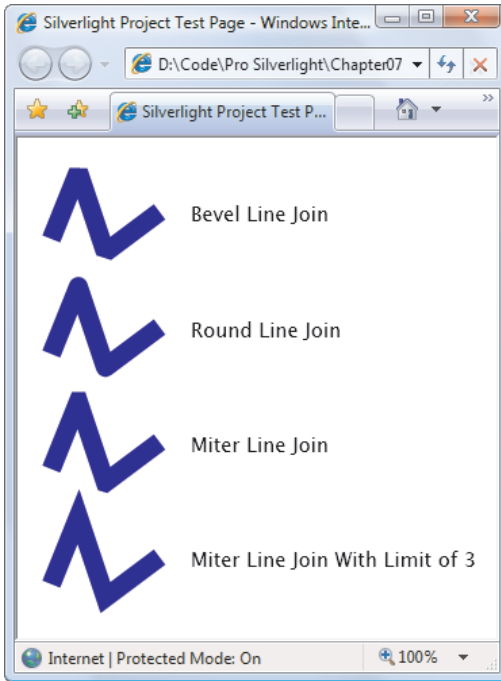 Silverlight Project Test Page - Windows Inte...
D:\Code\Pro Silverlight\Chapter07
Silverlight Project Test P...
Bevel Line Join
Round Line Join
Miter Line Join
Miter Line Join With Limit of 3
Internet | Protected Mode: On
100%